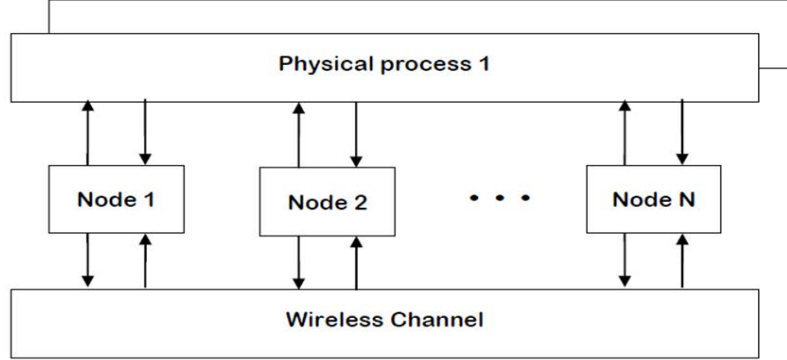 Physical process 1
Node 1
Node 2
• • •
Node N
Wireless Channel